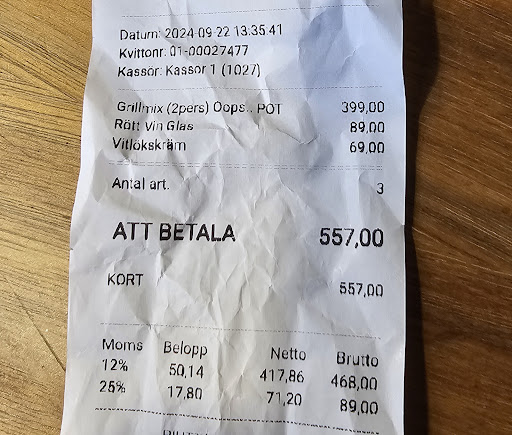 Datum: 2024-09-22 13:35:41
Kvittonr: 01-00027477
Kassör: Kassör 1 (1027)
Grillmix (2pers) Oops.. POT 399,00
Rött Vin Glas 89,00
Vitlökskräm 69,00
Antal art. 3
ATT BETALA 557,00
KORT 557,00
Moms Belopp Netto Brutto
12% 50,14 417,86 468,00
25% 17,80 71,20 89,00